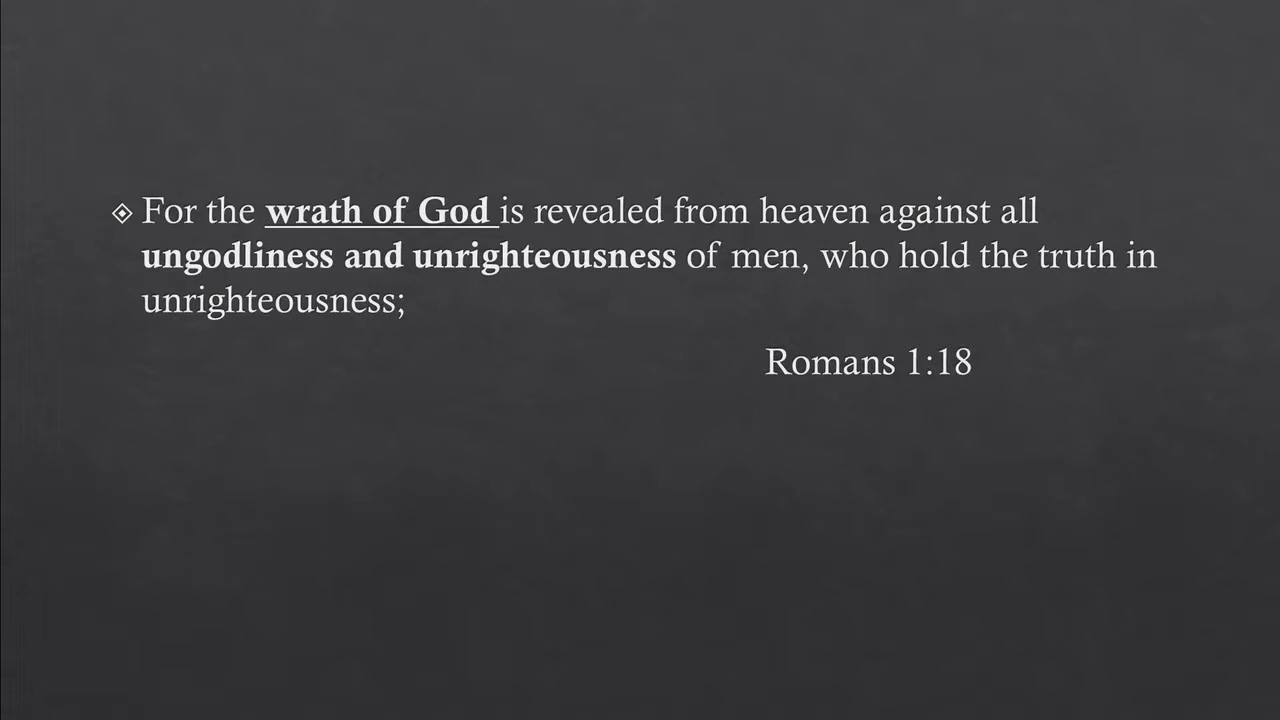 For the wrath of God is revealed from heaven against all
ungodliness and unrighteousness of men, who hold the truth in
unrighteousness;
Romans 1:18